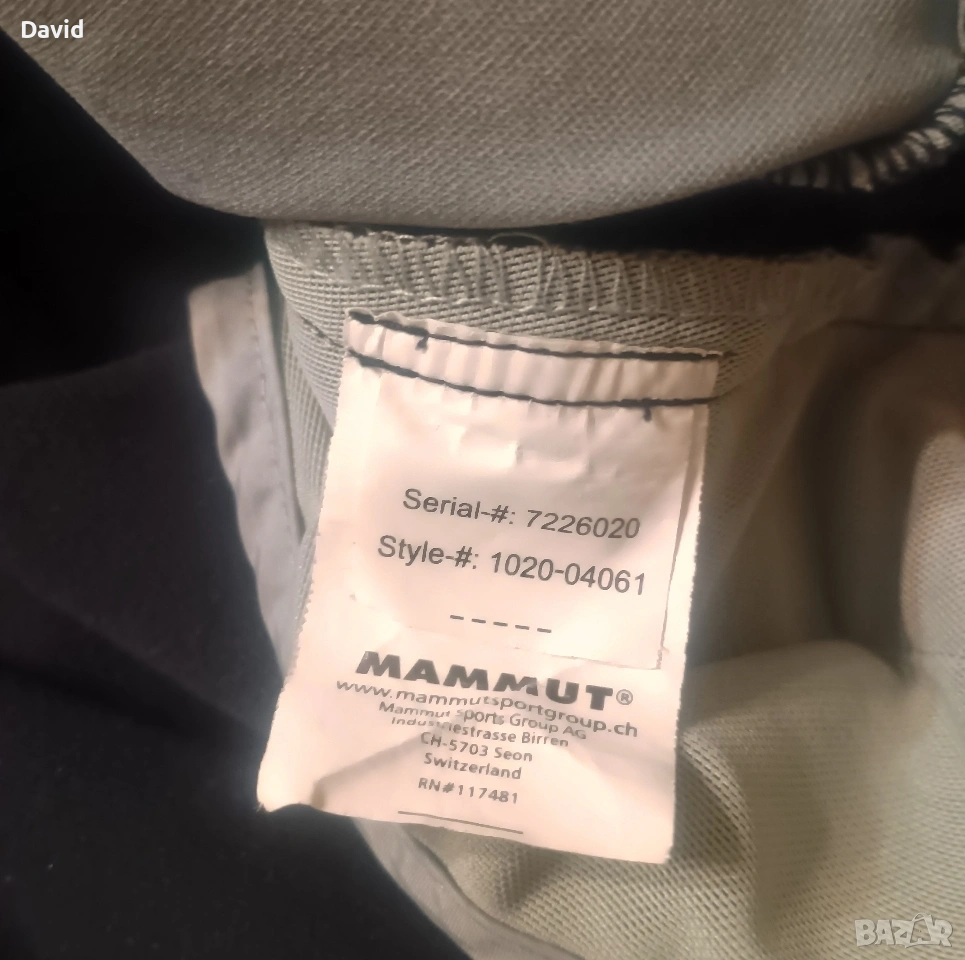 David
Serial-#: 7226020
Style-#: 1020-04061
-----
MAMMUT®
www.mammutsportgroup.ch
Mammut Sports Group AG
Industriestrasse Birren
CH-5703 Seon
Switzerland
RN#117481
BAZAR